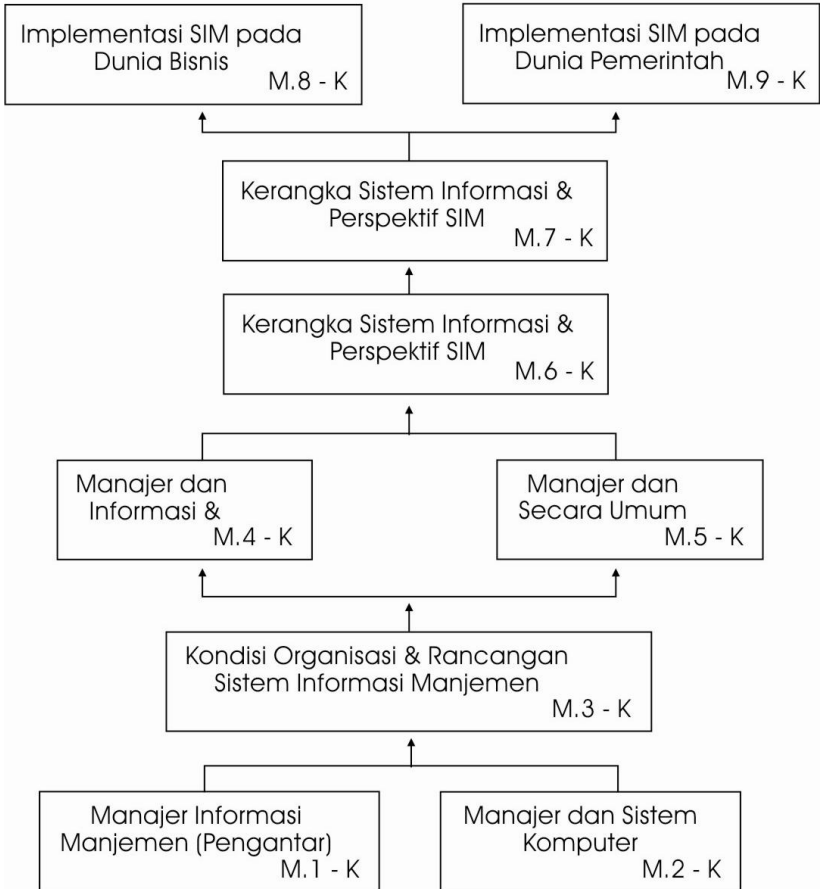 Implementasi SIM pada
Dunia Bisnis
M.8 - K
Implementasi SIM pada
Dunia Pemerintah
M.9 - K
Kerangka Sistem Informasi &
Perspektif SIM
M.7 - K
Kerangka Sistem Informasi &
Perspektif SIM
M.6 - K
Manajer dan
Informasi &
M.4 - K
Manajer dan
Secara Umum
M.5 - K
Kondisi Organisasi & Rancangan
Sistem Informasi Manjemen
M.3 - K
Manajer Informasi
Manjemen (Pengantar)
M.1 - K
Manajer dan Sistem
Komputer
M.2 - K